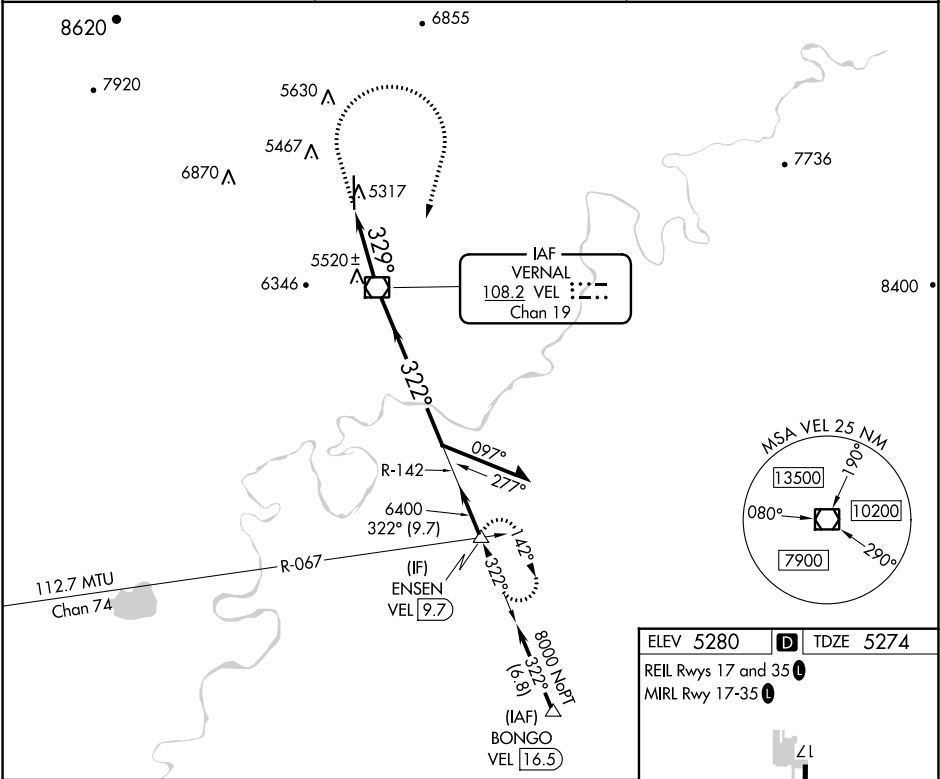 8620
6855
7920
5630
5467
6870
5317
7736
329°
5520±
6346
IAF
VERNAL
108.2 VEL
Chan 19
8400
322°
097°
277°
R-142
6400
322° (9.7)
142°
322°
(IF)
ENSEN
VEL 9.7
R-067
112.7 MTU
Chan 74
8000 NoPT
322°
(6.8)
(IAF)
BONGO
VEL 16.5
MSA VEL 25 NM
13500
190°
080°
10200
7900
290°
ELEV 5280 D TDZE 5274
REIL Rwys 17 and 35 L
MIRL Rwy 17-35 L
17